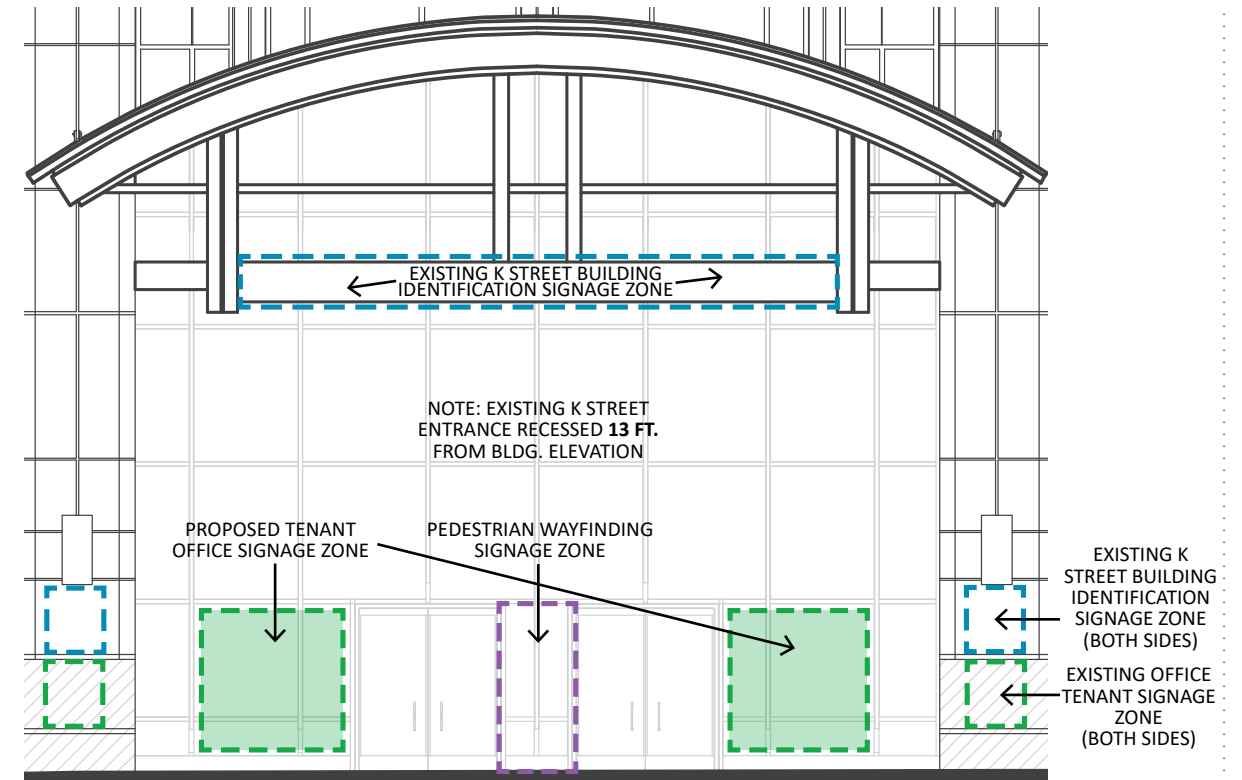 EXISTING K STREET BUILDING
IDENTIFICATION SIGNAGE ZONE
NOTE: EXISTING K STREET
ENTRANCE RECESSED 13 FT.
FROM BLDG. ELEVATION
PROPOSED TENANT
OFFICE SIGNAGE ZONE
PEDESTRIAN WAYFINDING
SIGNAGE ZONE
EXISTING K
STREET BUILDING
IDENTIFICATION
SIGNAGE ZONE
(BOTH SIDES)
EXISTING OFFICE
TENANT SIGNAGE
ZONE
(BOTH SIDES)